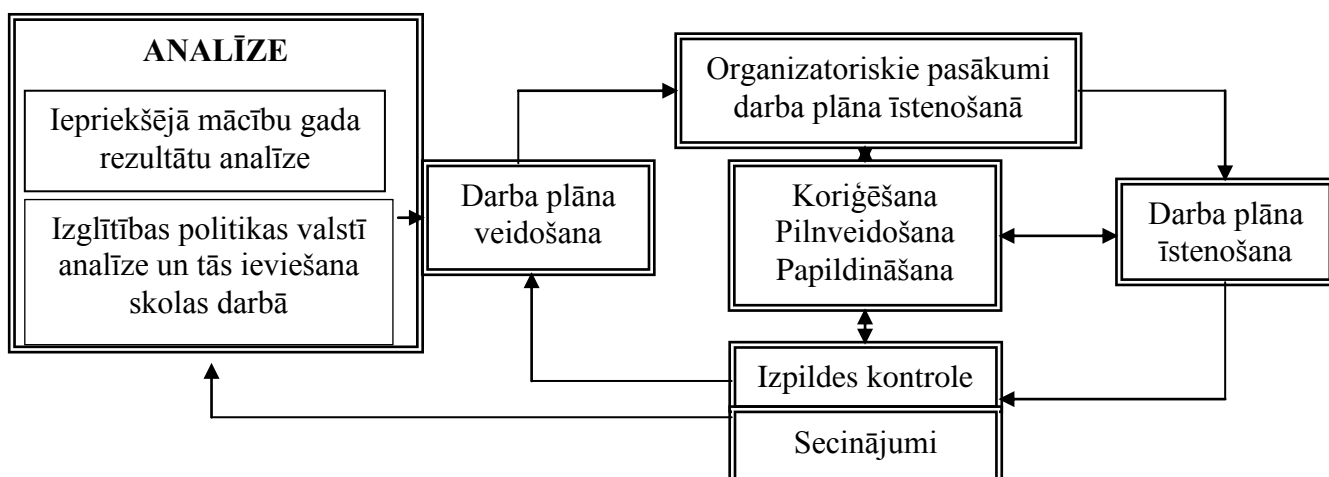 ANALĪZE
Iepriekšējā mācību gada
rezultātu analīze
Izglītības politikas valstī
analīze un tās ieviešana
skolas darbā
Darba plāna
veidošana
Organizatoriskie pasākumi
darba plāna īstenošanā
Koriģēšana
Pilnveidošana
Papildināšana
Darba plāna
īstenošana
Izpildes kontrole
Secinājumi